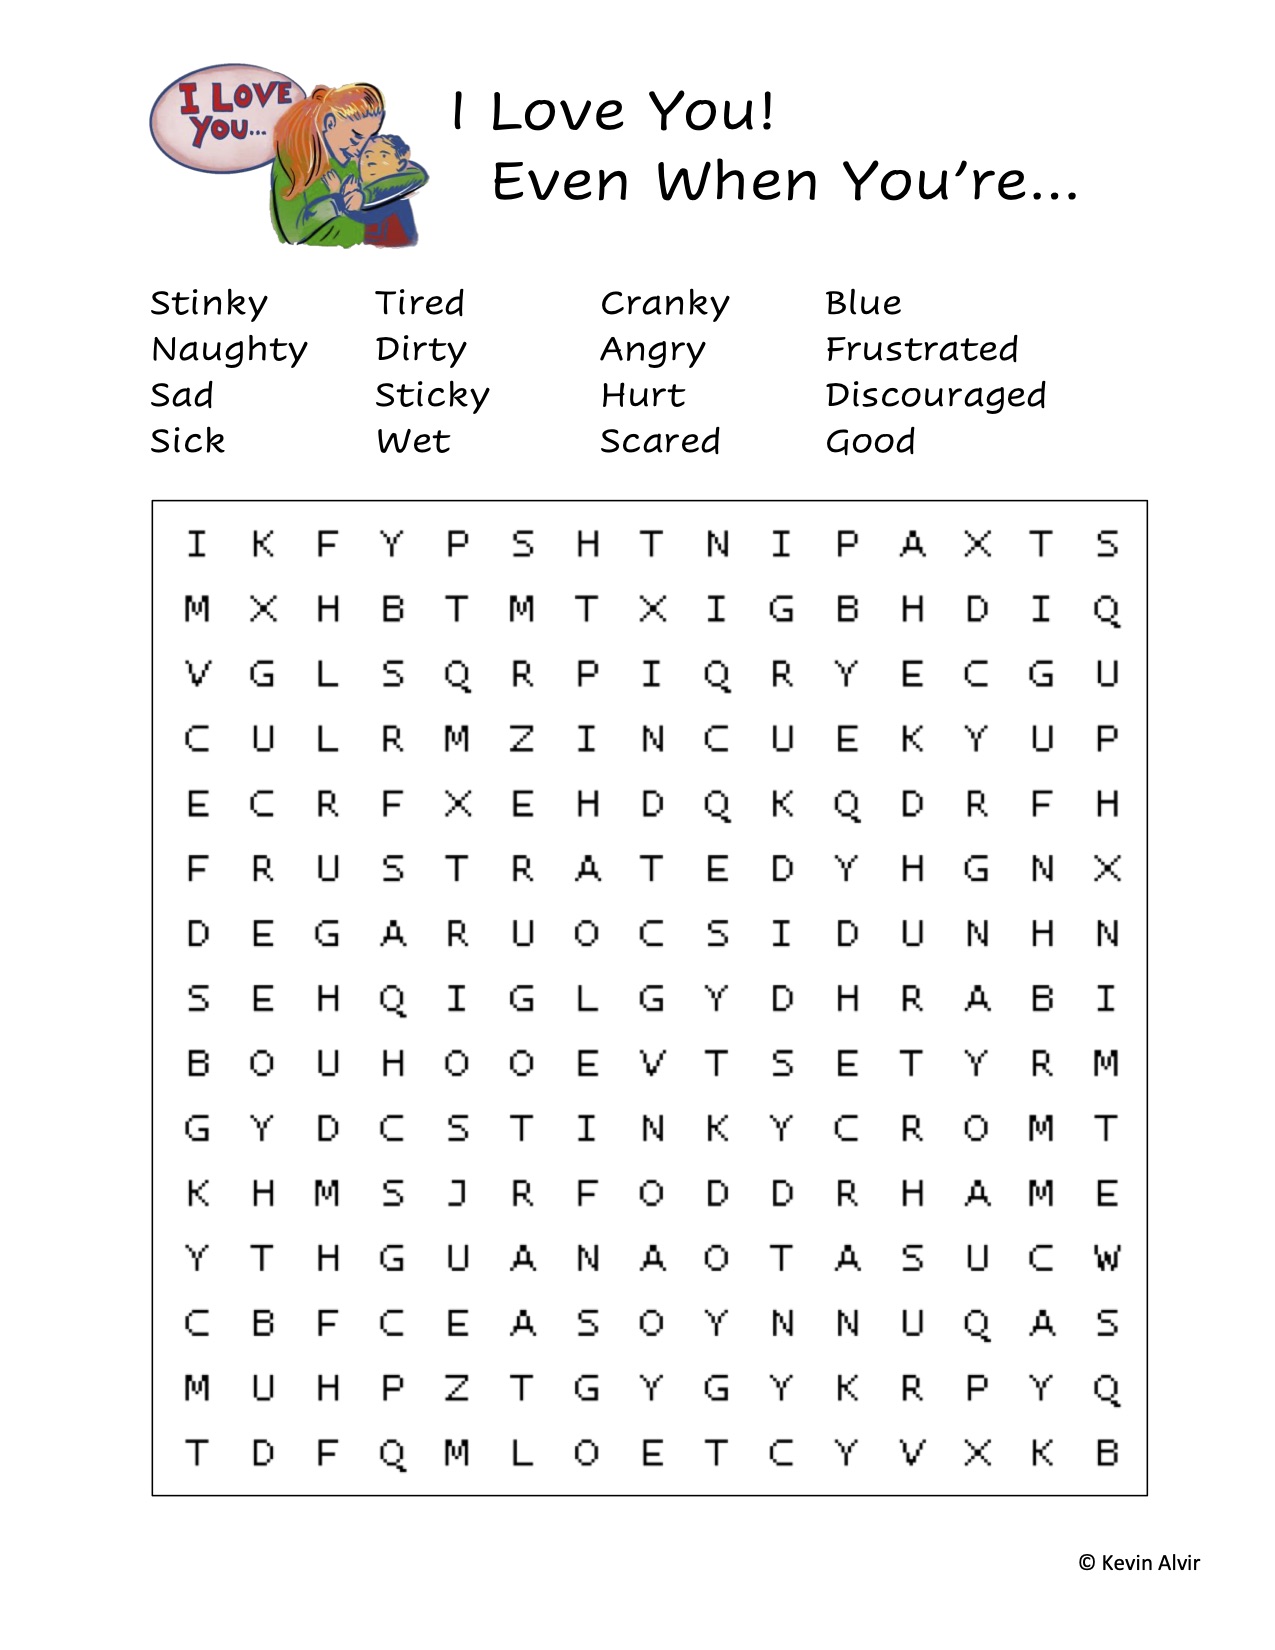 I LOVE
YOU...
I Love You!
Even When You’re...
Stinky Tired Cranky Blue
Naughty Dirty Angry Frustrated
Sad Sticky Hurt Discouraged
Sick Wet Scared Good
I K F Y P S H T N I P A X T S
M X H B T M T X I G B H D I Q
V G L S Q R P I Q R Y E C G U
C U L R M Z I N C U E K Y U P
E C R F X E H D Q K Q D R F H
F R U S T R A T E D Y H G N X
D E G A R U O C S I D U N H N
S E H Q I G L G Y D H R A B I
B O U H O O E V T S E T Y R M
G Y D C S T I N K Y C R O M T
K H M S J R F O D D R H A M E
Y T H G U A N A O T A S U C W
C B F C E A S O Y N N U Q A S
M U H P Z T G Y G Y K R P Y Q
T D F Q M L O E T C Y V X K B
© Kevin Alvir